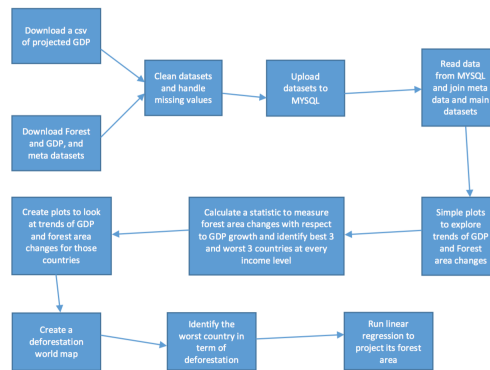 Download a csv
of projected GDP
Clean datasets
and handle
missing values
Upload
datasets to
MYSQL
Read data
from MYSQL
and join meta
data and main
datasets
Download Forest
and GDP, and
meta datasets
Create plots to look
at trends of GDP
and forest area
changes for those
countries
Calculate a statistic to measure
forest area changes with respect
to GDP growth and identify best 3
and worst 3 countries at every
income level
Simple plots
to explore
trends of GDP
and Forest
area changes
Create a
deforestation
world map
Identify the
worst country in
term of
deforestation
Run linear
regression to
project its forest
area